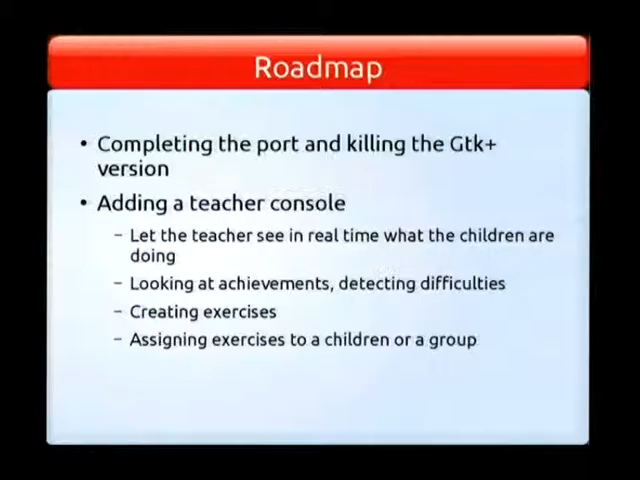 Roadmap
• Completing the port and killing the Gtk+
version
• Adding a teacher console
– Let the teacher see in real time what the children are
doing
– Looking at achievements, detecting difficulties
– Creating exercises
– Assigning exercises to a children or a group